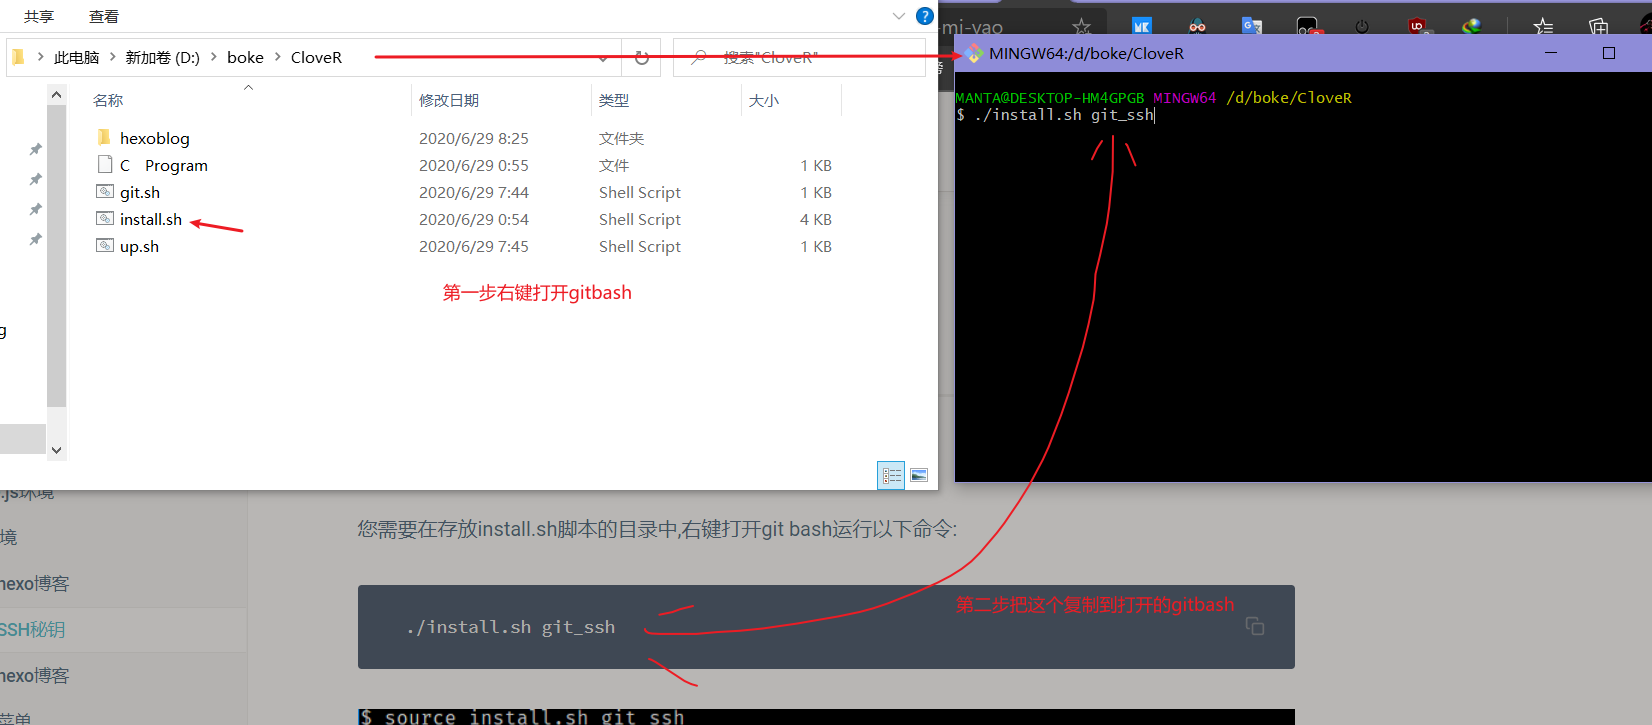 共享 查看
-mi-yao
此电脑 新加卷 (D:) boke CloveR
搜索"CloveR"
MINGW64:/d/boke/CloveR
名称 修改日期 类型 大小
MANTA@DESKTOP-HM4GPGB MINGW64 /d/boke/CloveR
$ ./install.sh git_ssh
hexoblog 2020/6/29 8:25 文件夹
C Program 2020/6/29 0:55 文件 1 KB
git.sh 2020/6/29 7:44 Shell Script 1 KB
install.sh 2020/6/29 0:54 Shell Script 4 KB
up.sh 2020/6/29 7:45 Shell Script 1 KB
第一步右键打开gitbash
g
.js环境
您需要在存放install.sh脚本的目录中,右键打开git bash运行以下命令:
境
hexo博客
第二步把这个复制到打开的gitbash
./install.sh git_ssh
SSH秘钥
hexo博客
菜单
$ source install.sh git_ssh